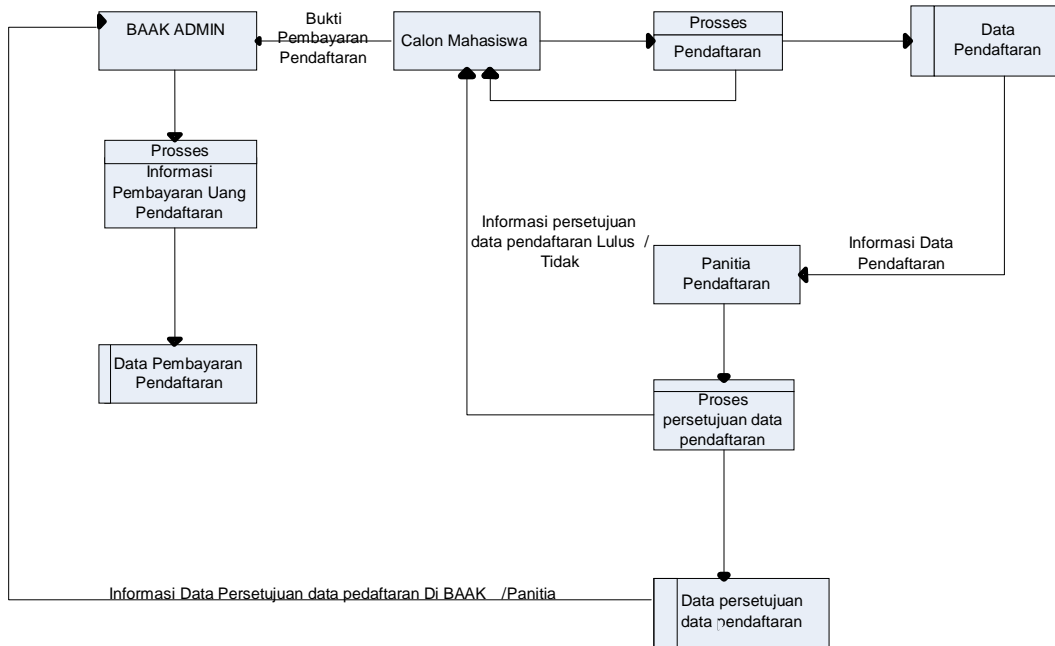 BAAK ADMIN
Bukti
Pembayaran
Pendaftaran
Calon Mahasiswa
Prosses
Pendaftaran
Data
Pendaftaran
Prosses
Informasi
Pembayaran Uang
Pendaftaran
Informasi persetujuan
data pendaftaran Lulus /
Tidak
Panitia
Pendaftaran
Informasi Data
Pendaftaran
Data Pembayaran
Pendaftaran
Proses
persetujuan data
pendaftaran
Informasi Data Persetujuan data pedaftaran Di BAAK /Panitia
Data persetujuan
data pendaftaran